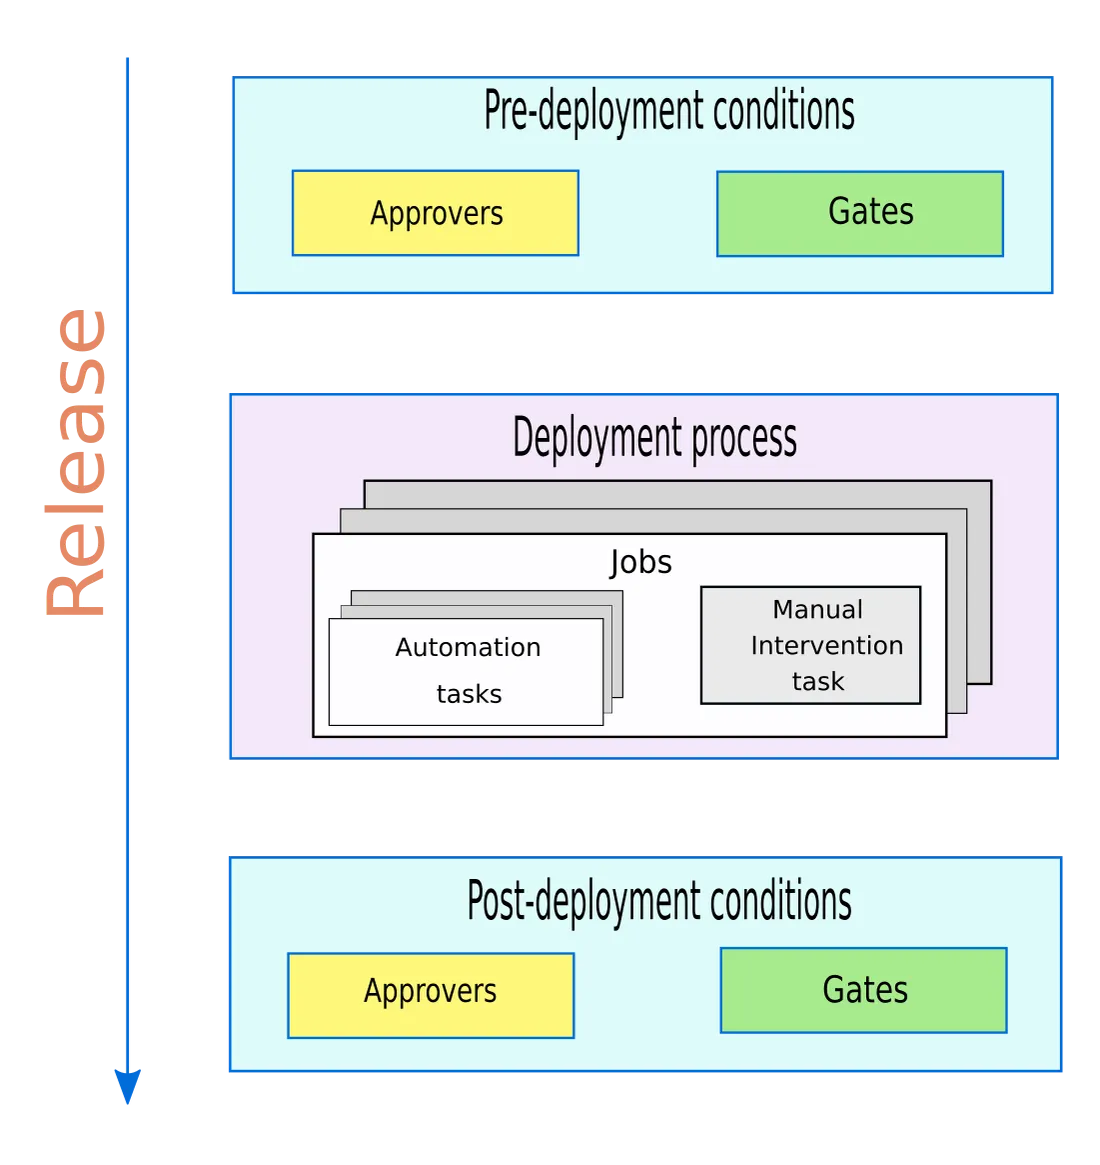 Release
Pre-deployment conditions
Approvers
Gates
Deployment process
Jobs
Automation
tasks
Manual
Intervention
task
Post-deployment conditions
Approvers
Gates